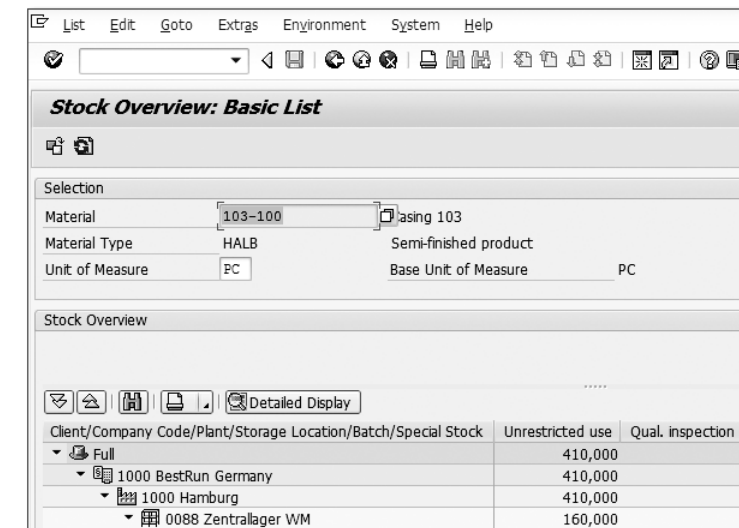 List Edit Goto Extras Environment System Help
Stock Overview: Basic List
Selection
Material 103-100 Casing 103
Material Type HALB Semi-finished product
Unit of Measure PC Base Unit of Measure PC
Stock Overview
Detailed Display
Client/Company Code/Plant/Storage Location/Batch/Special Stock Unrestricted use Qual. inspection
Full 410,000
1000 BestRun Germany 410,000
1000 Hamburg 410,000
0088 Zentrallager WM 160,000